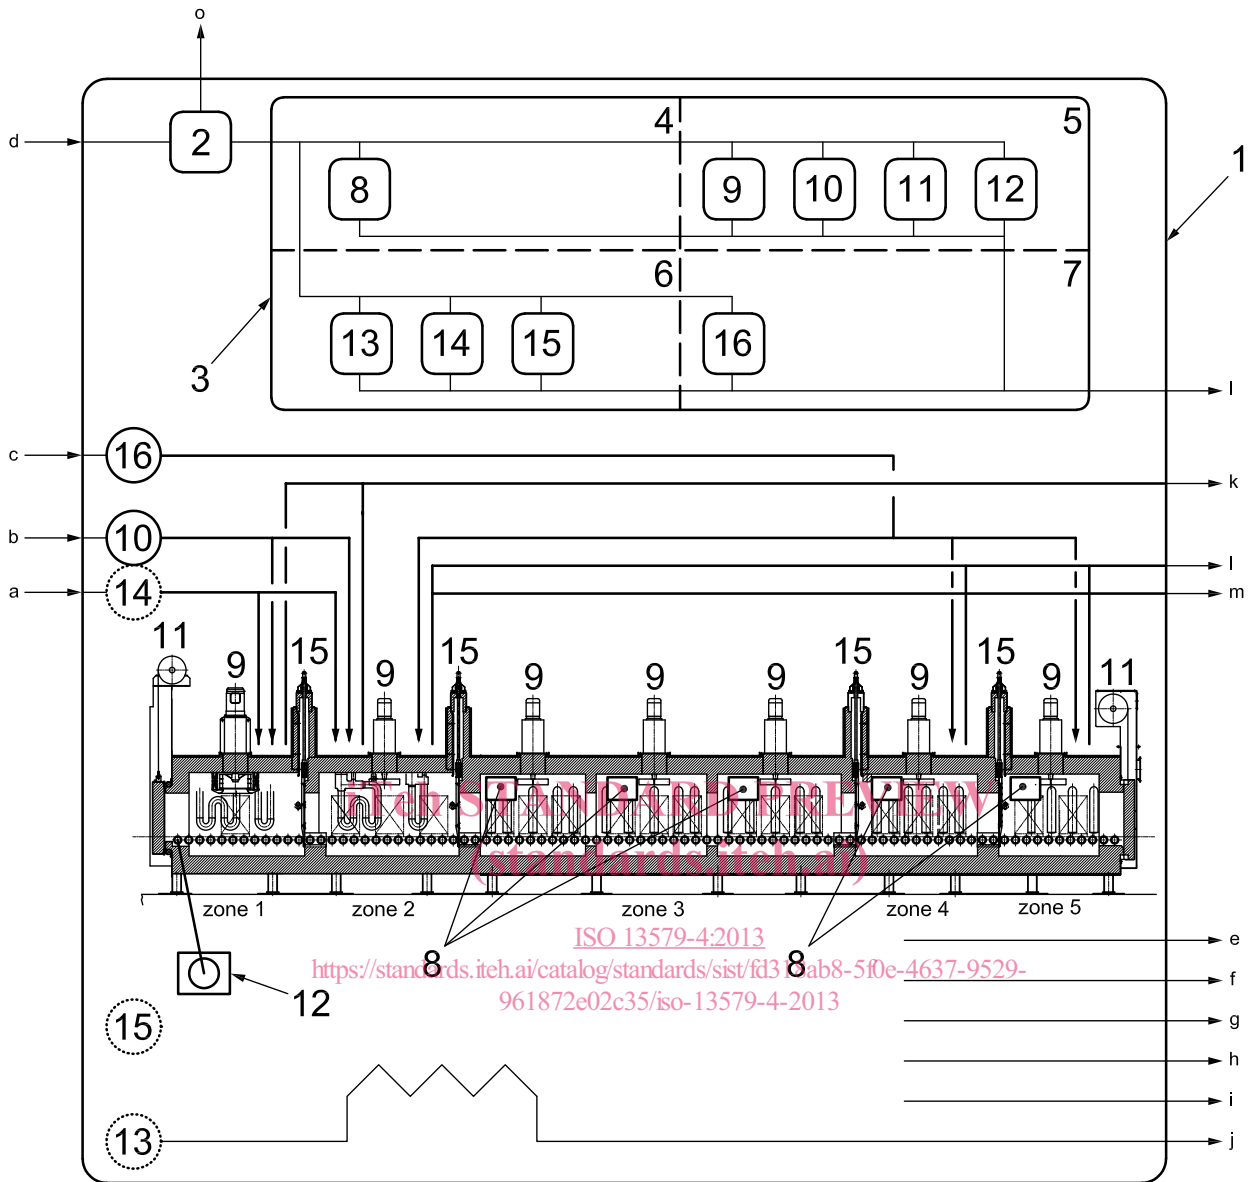 o
d 2 4 5
1
8 9 10 11 12
6 7
13 14 15 16
3
l
c 16
k
b 10
l
a 14
m
11 9 15 9 15 9 9 9 15 9 15 9 11
iTeh STANDARD PREVIEW
(standards.iteh.ai)
zone 1 zone 2 zone 3 zone 4 zone 5
ISO 13579-4:2013
e
8 8
https://standards.iteh.ai/catalog/standards/sist/fd313ab8-5f0e-4637-9529-
f
961872e02c35/iso-13579-4-2013
12
15
g
h
i
13
j